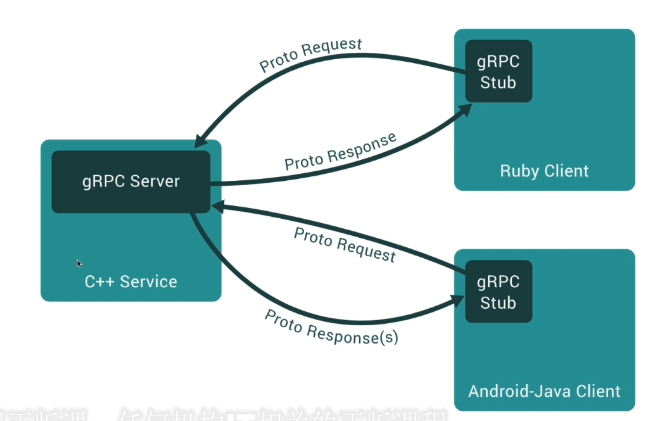 Proto Request
gRPC
Stub
Proto Response
Ruby Client
gRPC Server
C++ Service
Proto Request
gRPC
Stub
Proto Response(s)
Android-Java Client